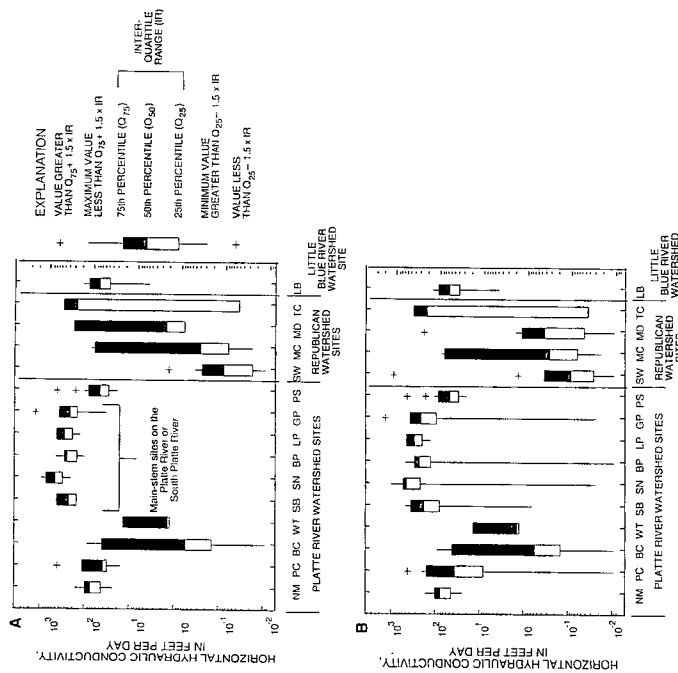 A
HORIZONTAL HYDRAULIC CONDUCTIVITY,
IN FEET PER DAY
10³
10²
10¹
10⁰
10⁻¹
10⁻²
Main-stem sites on the
Platte River or
South Platte River
NM PC BC WT SB SN BP LP GP PS SW MC MD TC LB
PLATTE RIVER WATERSHED SITES
REPUBLICAN
WATERSHED
SITES
LITTLE
BLUE RIVER
WATERSHED
SITE
EXPLANATION
+ VALUE GREATER
THAN Q75+ 1.5 x IR
MAXIMUM VALUE
LESS THAN Q75+ 1.5 x IR
75th PERCENTILE (Q75)
50th PERCENTILE (Q50)
25th PERCENTILE (Q25)
INTER-
QUARTILE
RANGE (IR)
MINIMUM VALUE
GREATER THAN Q25− 1.5 x IR
+ VALUE LESS
THAN Q25− 1.5 x IR
B
HORIZONTAL HYDRAULIC CONDUCTIVITY,
IN FEET PER DAY
10³
10²
10¹
10⁰
10⁻¹
10⁻²
NM PC BC WT SB SN BP LP GP PS SW MC MD TC LB
PLATTE RIVER WATERSHED SITES
REPUBLICAN
WATERSHED
SITES
LITTLE
BLUE RIVER
WATERSHED
SITE